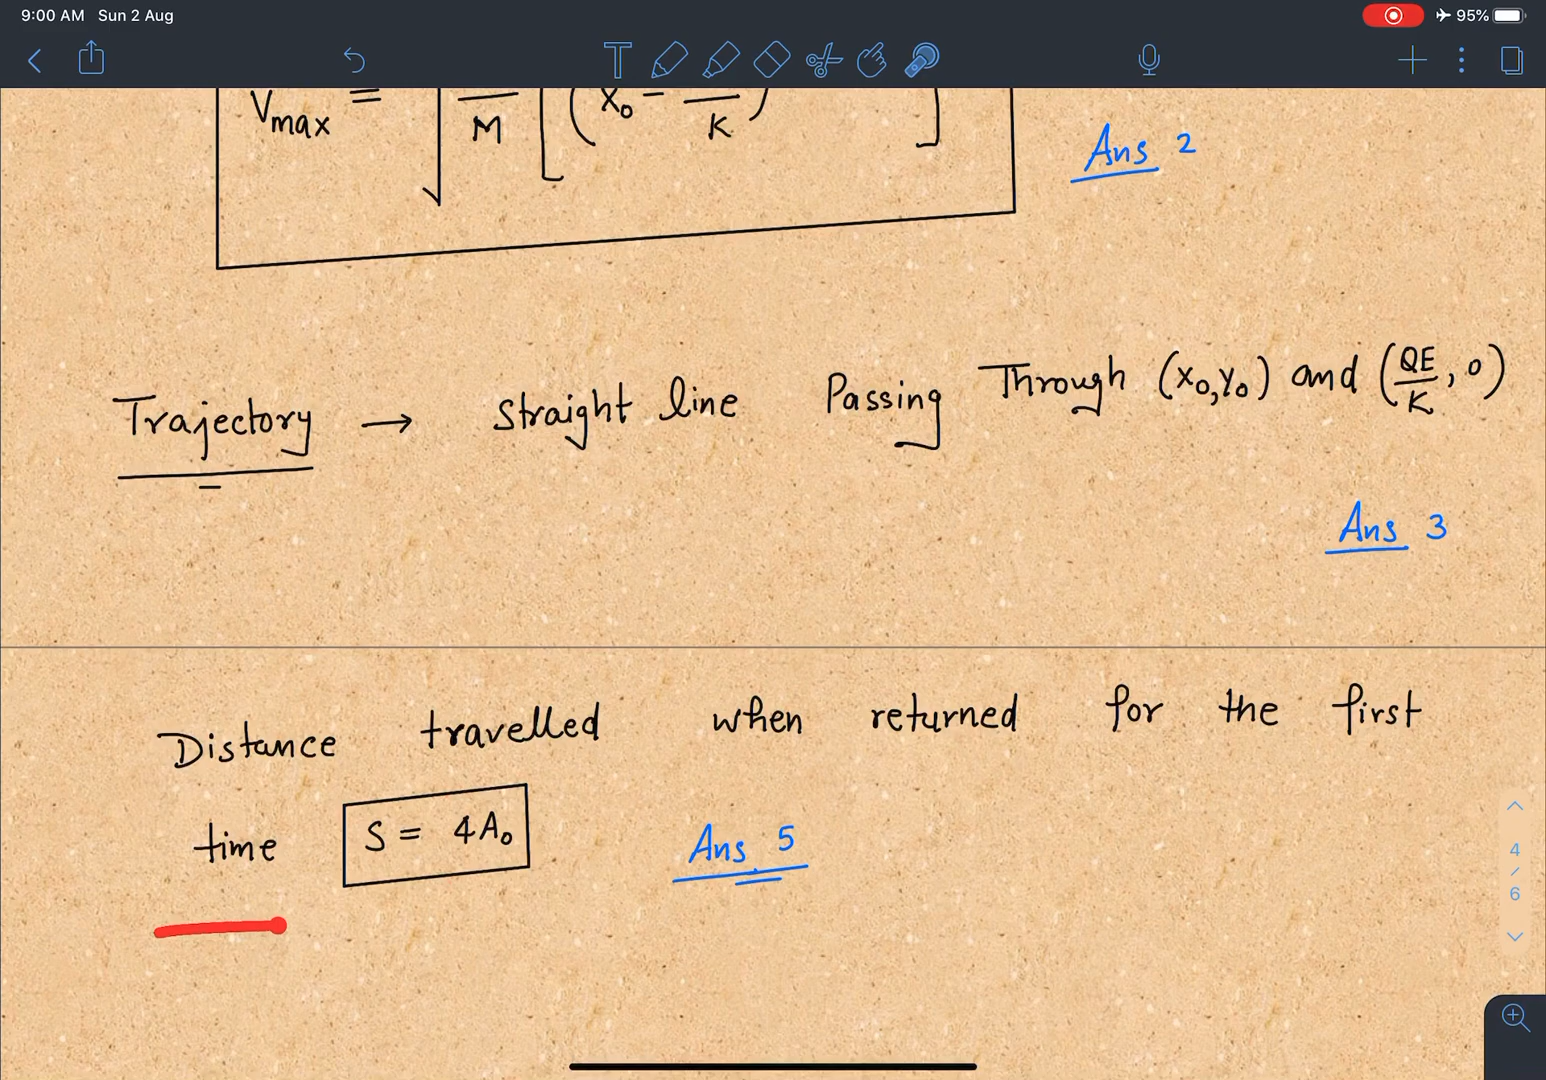 9:00 AM Sun 2 Aug 95%
Vmax = √ M [ (x₀ - K ) ]
Ans 2
Trajectory → Straight line Passing Through (x₀,y₀) and (QE/K, 0)
Ans 3
Distance travelled when returned for the first
time S = 4A₀ Ans 5
4 / 6